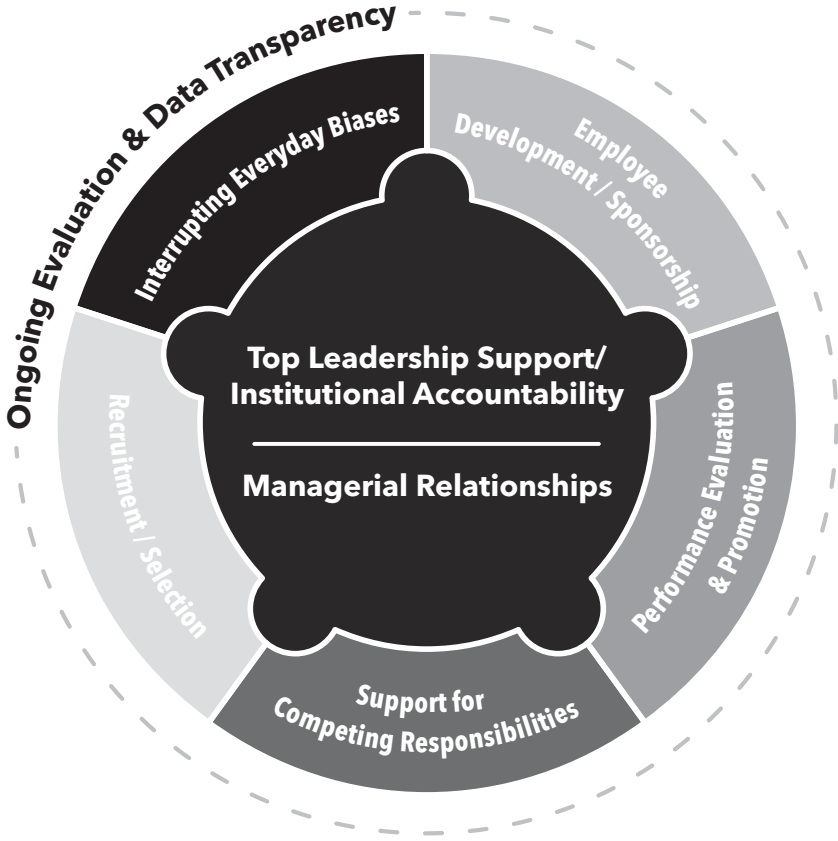 Ongoing Evaluation & Data Transparency
Interrupting Everyday Biases
Employee
Development / Sponsorship
Top Leadership Support/
Institutional Accountability
Managerial Relationships
Recruitment / Selection
Performance Evaluation
& Promotion
Support for
Competing Responsibilities